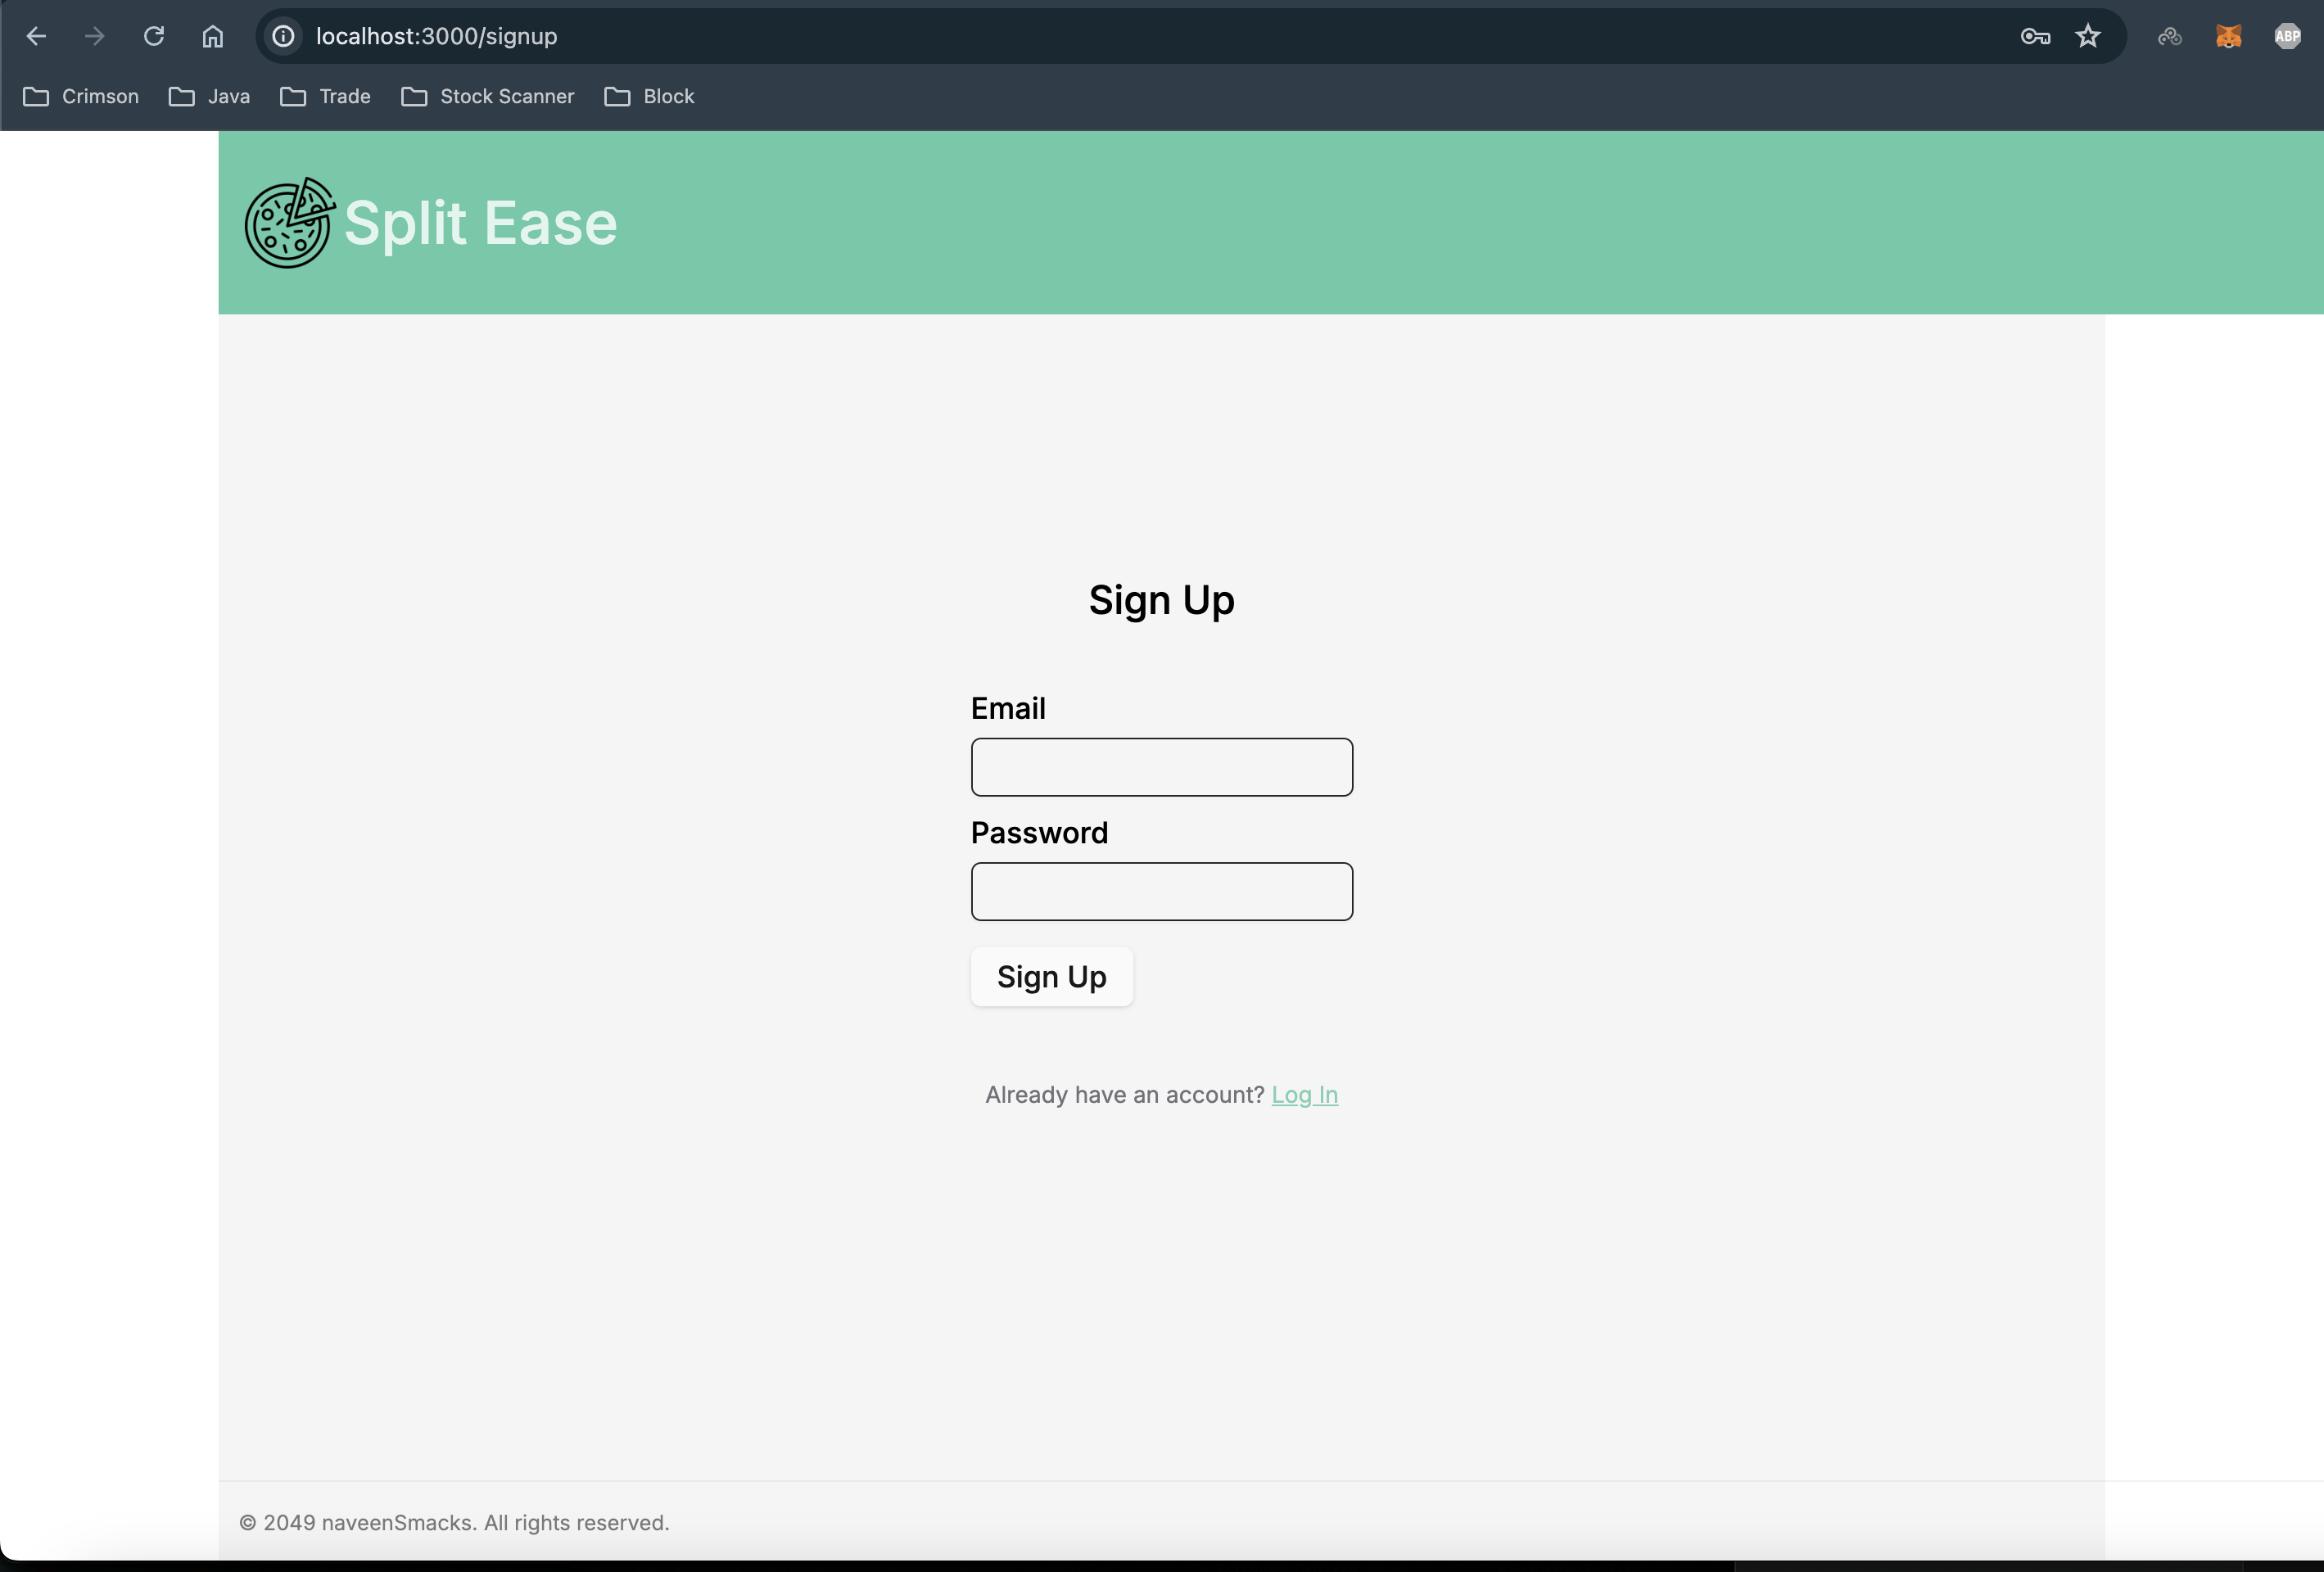 localhost:3000/signup
ABP
Crimson Java Trade Stock Scanner Block
Split Ease
Sign Up
Email
Password
Sign Up
Already have an account? Log In
© 2049 naveenSmacks. All rights reserved.